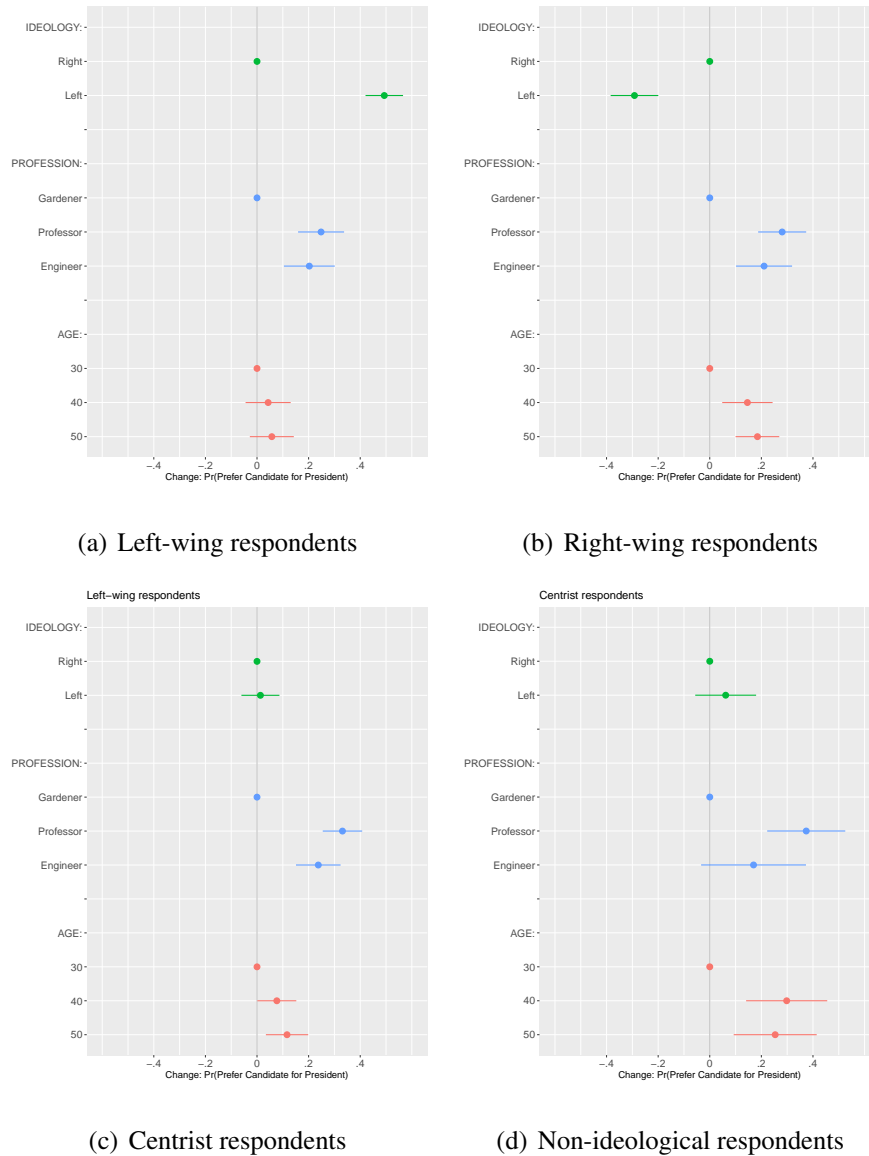 IDEOLOGY:
Right
Left
PROFESSION:
Gardener
Professor
Engineer
AGE:
30
40
50
−.4 −.2 0 .2 .4
Change: Pr(Prefer Candidate for President)
(a) Left-wing respondents
IDEOLOGY:
Right
Left
PROFESSION:
Gardener
Professor
Engineer
AGE:
30
40
50
−.4 −.2 0 .2 .4
Change: Pr(Prefer Candidate for President)
(b) Right-wing respondents
Left−wing respondents
IDEOLOGY:
Right
Left
PROFESSION:
Gardener
Professor
Engineer
AGE:
30
40
50
−.4 −.2 0 .2 .4
Change: Pr(Prefer Candidate for President)
(c) Centrist respondents
Centrist respondents
IDEOLOGY:
Right
Left
PROFESSION:
Gardener
Professor
Engineer
AGE:
30
40
50
−.4 −.2 0 .2 .4
Change: Pr(Prefer Candidate for President)
(d) Non-ideological respondents